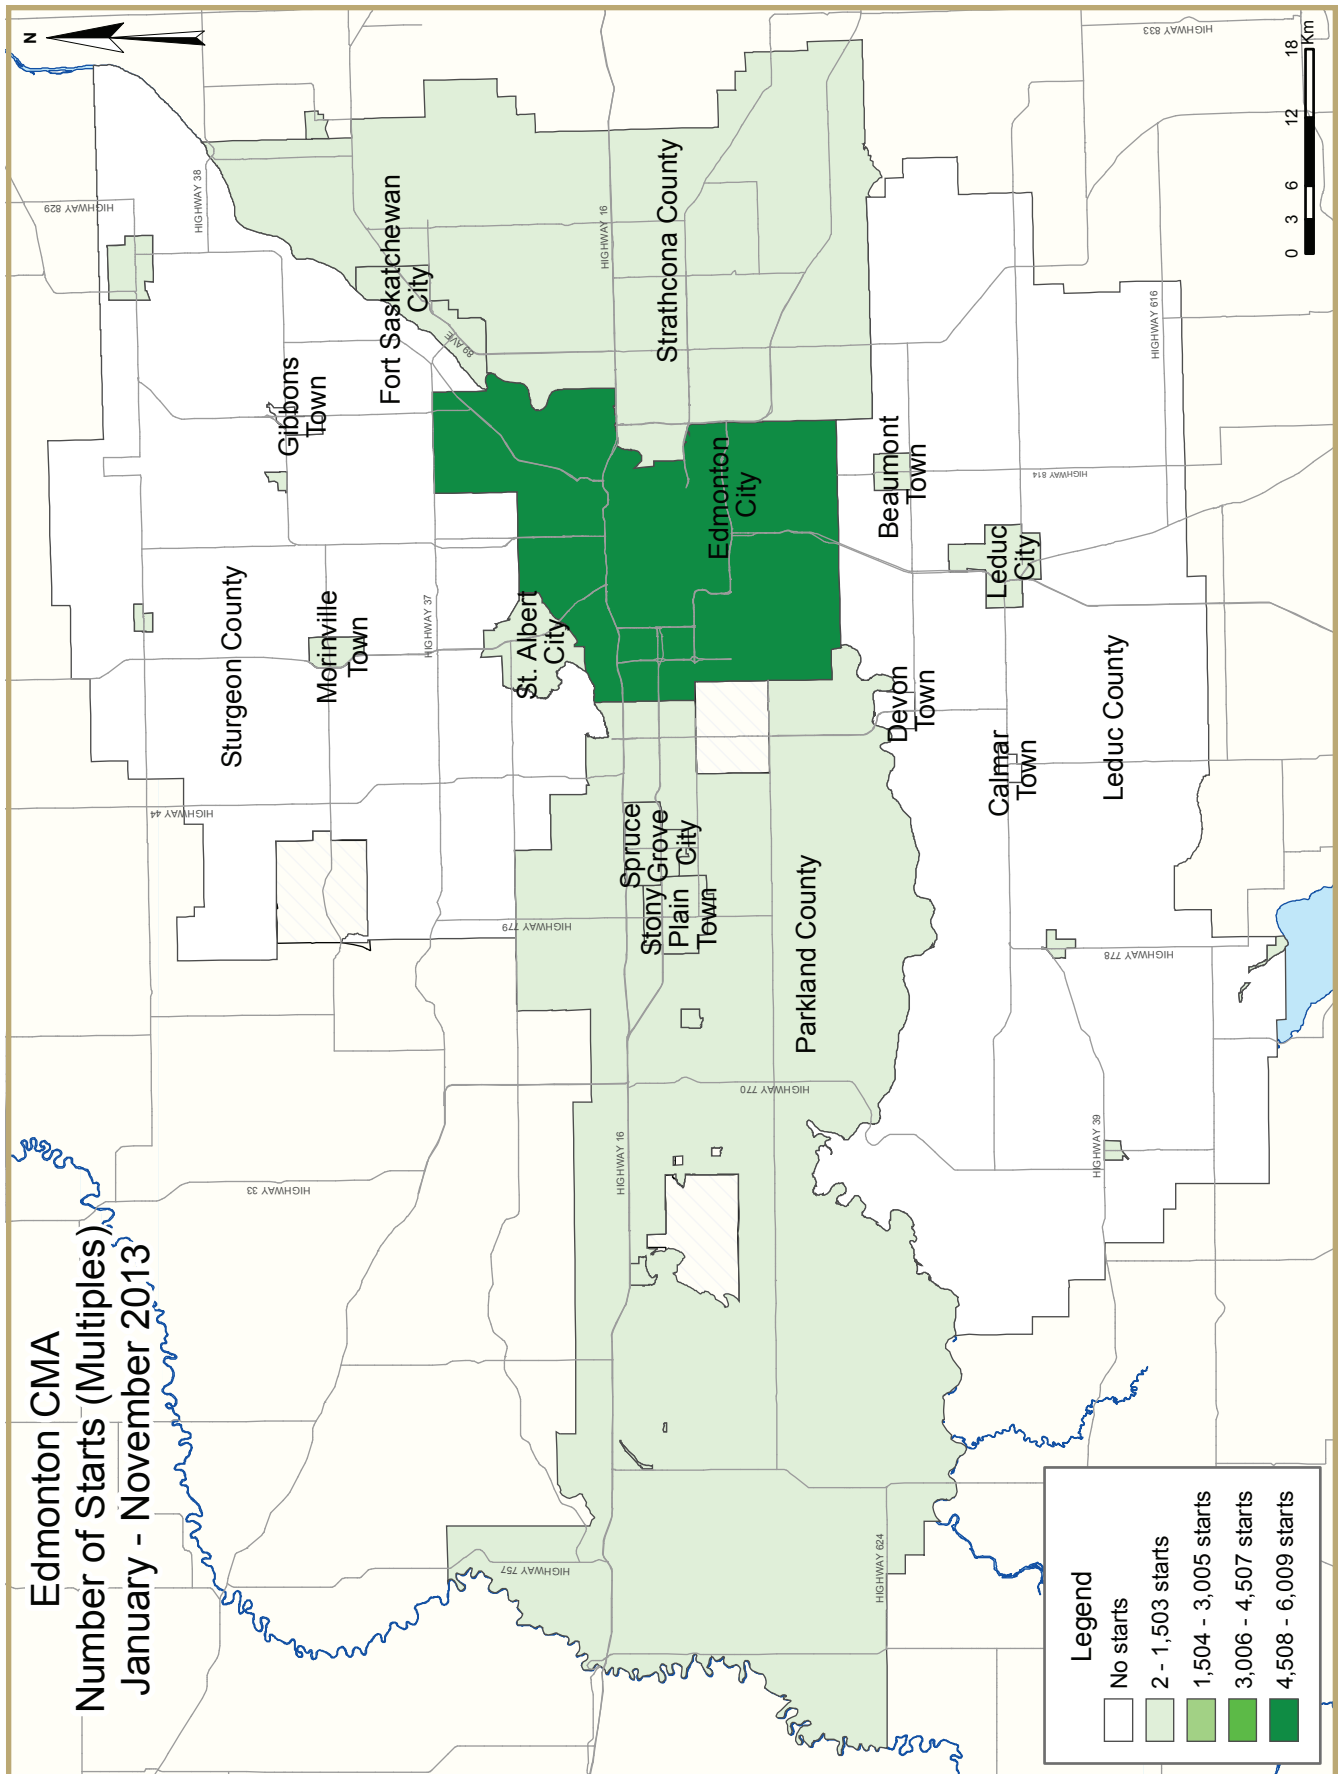 Edmonton CMA
Number of Starts (Multiples)
January - November 2013
N
HIGHWAY 833
HIGHWAY 829
HIGHWAY 38
HIGHWAY 16
Fort Saskatchewan
City
Strathcona County
89 AVE
HIGHWAY 616
Gibbons
Town
Edmonton
City
Beaumont
Town
HIGHWAY 814
Leduc
City
Sturgeon County
Morinville
Town
HIGHWAY 37
St. Albert
City
Devon
Town
Leduc County
Calmar
Town
HIGHWAY 44
Spruce
Grove
City
Stony
Plain
Town
HIGHWAY 779
Parkland County
HIGHWAY 778
HIGHWAY 770
HIGHWAY 16
HIGHWAY 39
HIGHWAY 33
HIGHWAY 757
HIGHWAY 624
0 3 6 12 18
Km
Legend
No starts
2 - 1,503 starts
1,504 - 3,005 starts
3,006 - 4,507 starts
4,508 - 6,009 starts